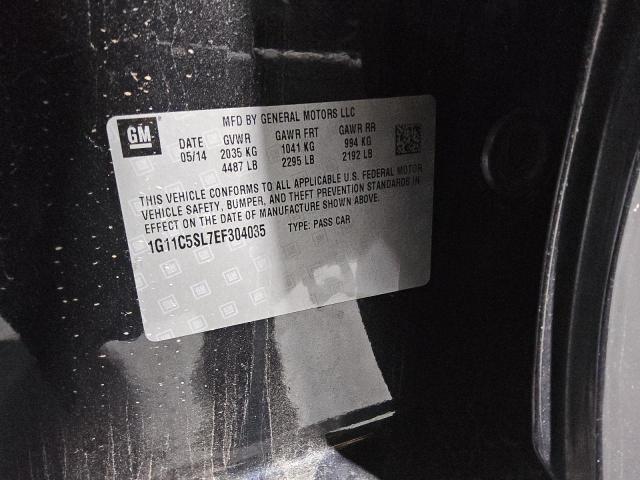 GM
MFD BY GENERAL MOTORS LLC
DATE GVWR GAWR FRT GAWR RR
05/14 2035 KG 1041 KG 994 KG
4487 LB 2295 LB 2192 LB
THIS VEHICLE CONFORMS TO ALL APPLICABLE U.S. FEDERAL MOTOR
VEHICLE SAFETY, BUMPER, AND THEFT PREVENTION STANDARDS IN
EFFECT ON THE DATE OF MANUFACTURE SHOWN ABOVE.
1G11C5SL7EF304035 TYPE: PASS CAR